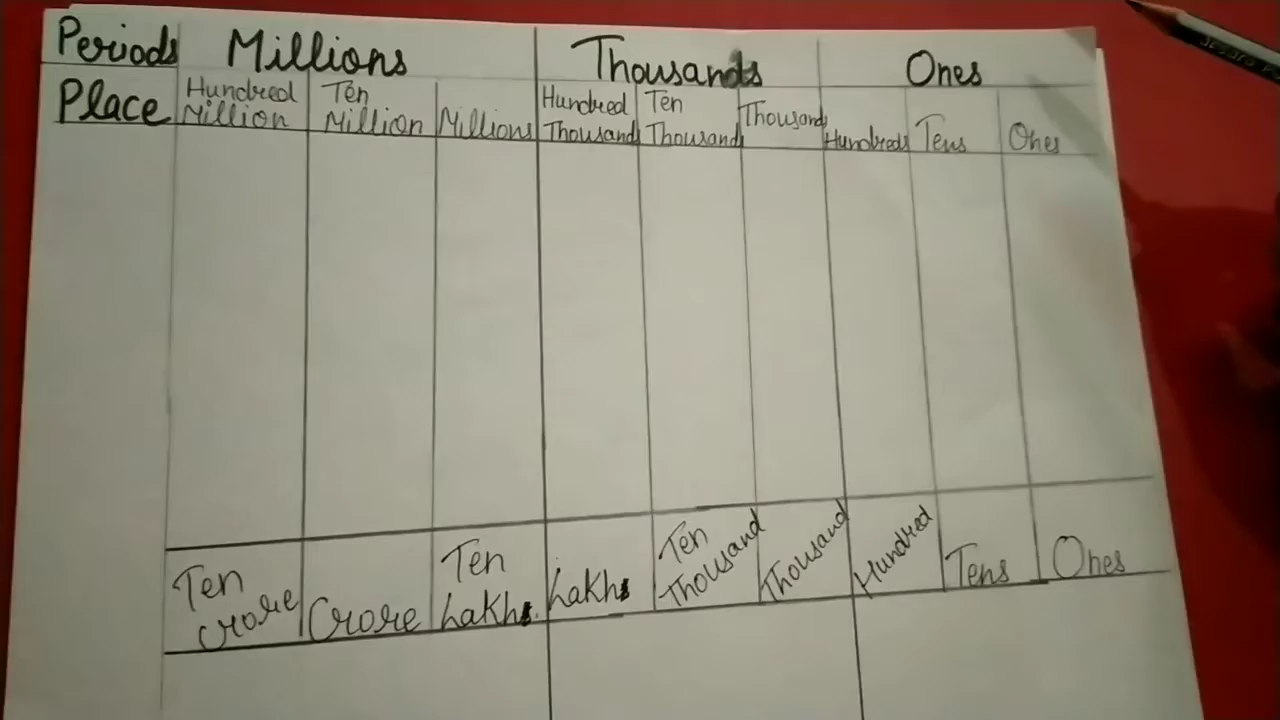 Periods Millions Thousands Ones
Place Hundred Million Ten Million Millions Hundred Thousand Ten Thousand Thousand Hundreds Tens Ones
Ten Crore Crore Ten Lakhs Lakhs Ten Thousand Thousand Hundred Tens Ones